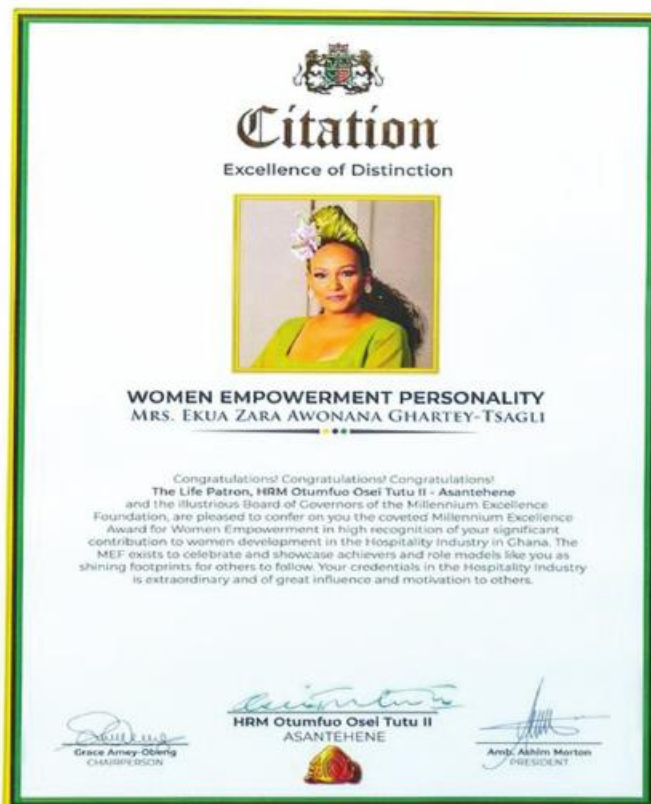 Citation
Excellence of Distinction
WOMEN EMPOWERMENT PERSONALITY
MRS. EKUA ZARA AWONANA GHARTEY-TSAGLI
Congratulations! Congratulations! Congratulations!
The Life Patron, HRM Otumfuo Osei Tutu II - Asantehene
and the illustrious Board of Governors of the Millennium Excellence
Foundation, are pleased to confer on you the coveted Millennium Excellence
Award for Women Empowerment in high recognition of your significant
contribution to women development in the Hospitality Industry in Ghana. The
MEF exists to celebrate and showcase achievers and role models like you as
shining footprints for others to follow. Your credentials in the Hospitality Industry
is extraordinary and of great influence and motivation to others.
Osei Tutu II
HRM Otumfuo Osei Tutu II
ASANTEHENE
Grace Amey-Obeng
CHAIRPERSON
Amb. Ashim Morton
PRESIDENT